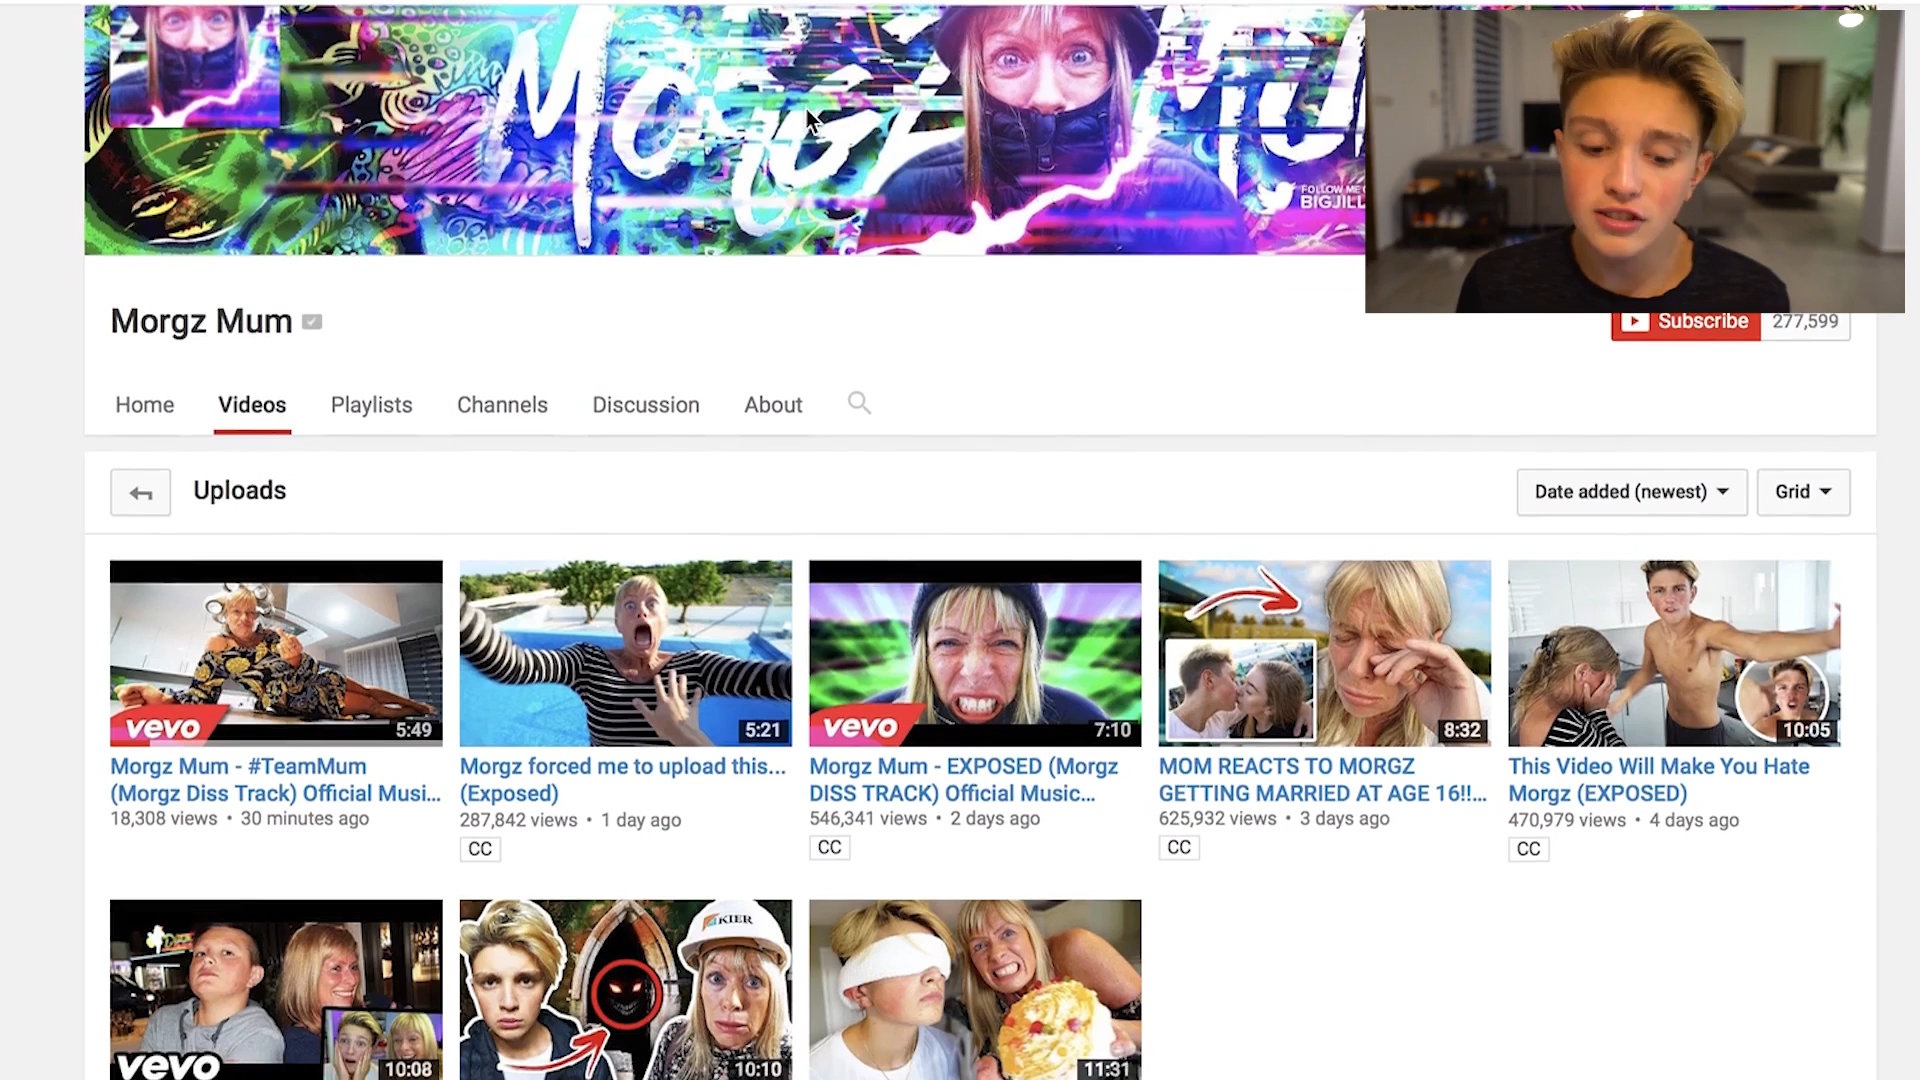 MORGZ MUM
FOLLOW ME
BIGJILL
Morgz Mum
Subscribe 277,599
Home Videos Playlists Channels Discussion About
Uploads
Date added (newest) Grid
vevo 5:49
5:21
vevo 7:10
8:32
10:05
Morgz Mum - #TeamMum
(Morgz Diss Track) Official Musi...
18,308 views • 30 minutes ago
Morgz forced me to upload this...
(Exposed)
287,842 views • 1 day ago
CC
Morgz Mum - EXPOSED (Morgz
DISS TRACK) Official Music...
546,341 views • 2 days ago
CC
MOM REACTS TO MORGZ
GETTING MARRIED AT AGE 16!!...
625,932 views • 3 days ago
CC
This Video Will Make You Hate
Morgz (EXPOSED)
470,979 views • 4 days ago
CC
vevo 10:08
KIER
10:10
11:31